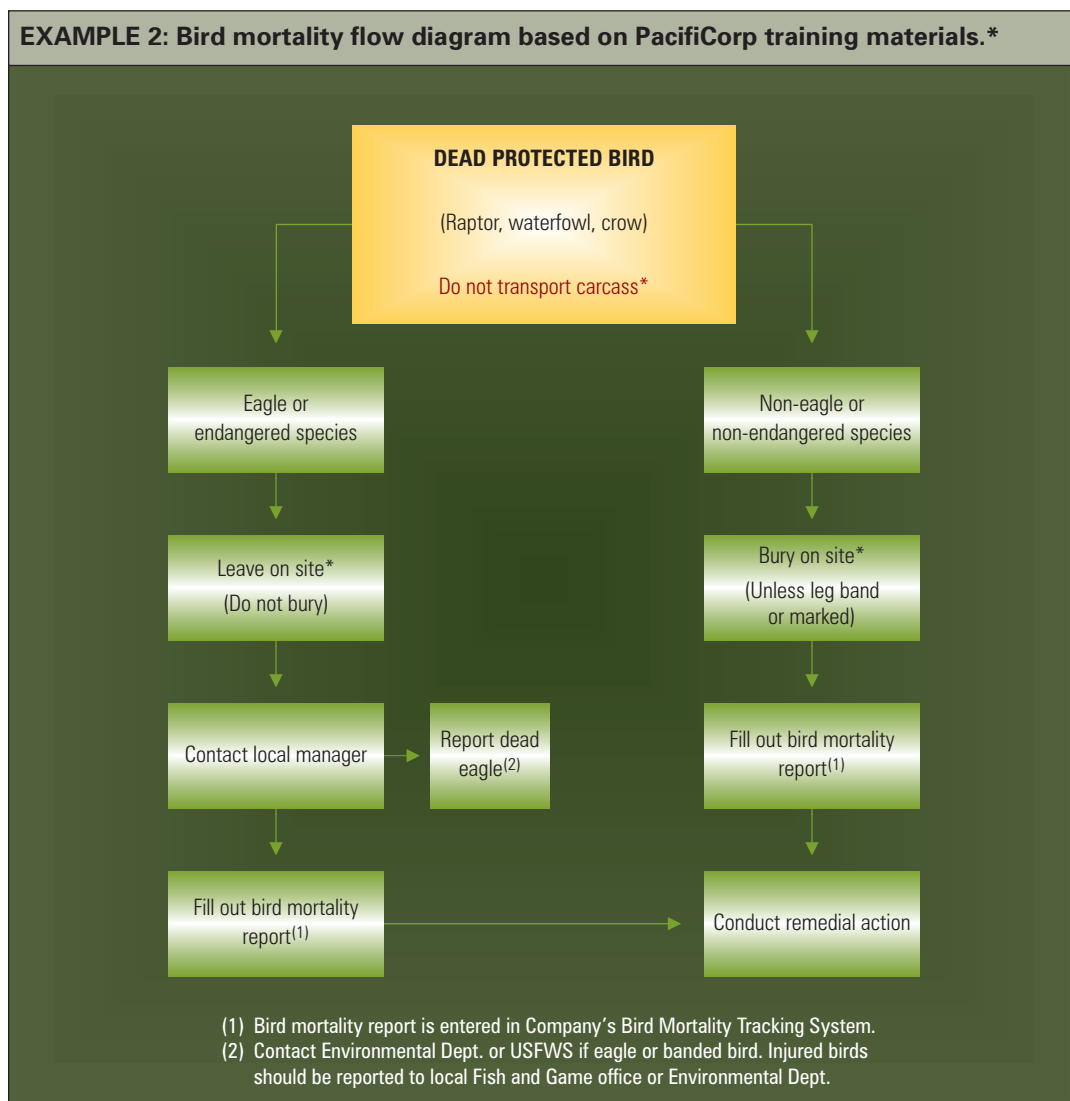 EXAMPLE 2: Bird mortality flow diagram based on PacifiCorp training materials.*
DEAD PROTECTED BIRD
(Raptor, waterfowl, crow)
Do not transport carcass*
Eagle or
endangered species
Non-eagle or
non-endangered species
Leave on site*
(Do not bury)
Bury on site*
(Unless leg band
or marked)
Contact local manager
Report dead
eagle(2)
Fill out bird mortality
report(1)
Fill out bird mortality
report(1)
Conduct remedial action
(1) Bird mortality report is entered in Company's Bird Mortality Tracking System.
(2) Contact Environmental Dept. or USFWS if eagle or banded bird. Injured birds
should be reported to local Fish and Game office or Environmental Dept.